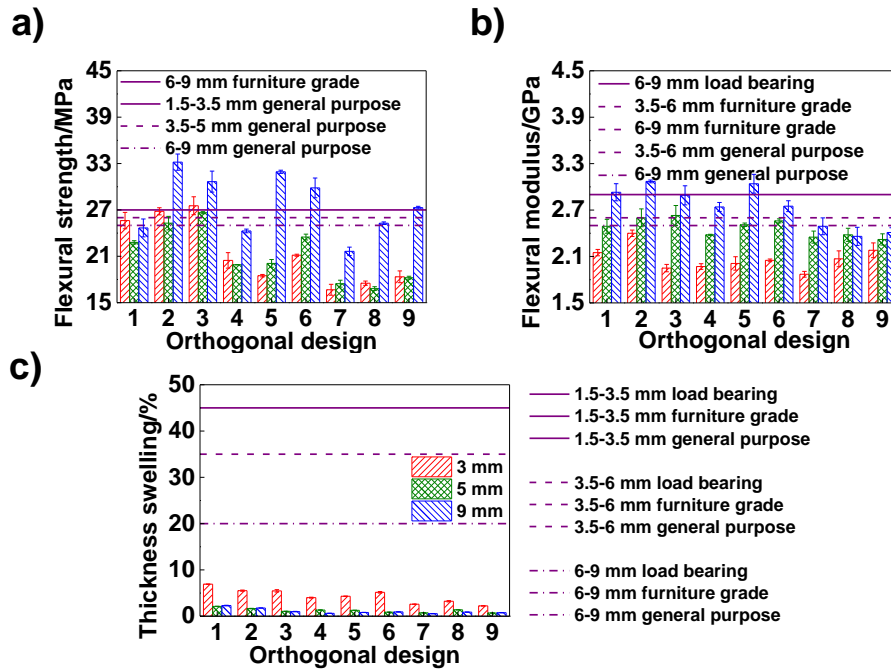 a)
Flexural strength/MPa
45
39
33
27
21
15
6-9 mm furniture grade
1.5-3.5 mm general purpose
3.5-5 mm general purpose
6-9 mm general purpose
1 2 3 4 5 6 7 8 9
Orthogonal design
b)
Flexural modulus/GPa
4.5
3.9
3.3
2.7
2.1
1.5
6-9 mm load bearing
3.5-6 mm furniture grade
6-9 mm furniture grade
3.5-6 mm general purpose
6-9 mm general purpose
1 2 3 4 5 6 7 8 9
Orthogonal design
c)
Thickness swelling/%
50
40
30
20
10
0
3 mm
5 mm
9 mm
1 2 3 4 5 6 7 8 9
Orthogonal design
1.5-3.5 mm load bearing
1.5-3.5 mm furniture grade
1.5-3.5 mm general purpose
3.5-6 mm load bearing
3.5-6 mm furniture grade
3.5-6 mm general purpose
6-9 mm load bearing
6-9 mm furniture grade
6-9 mm general purpose